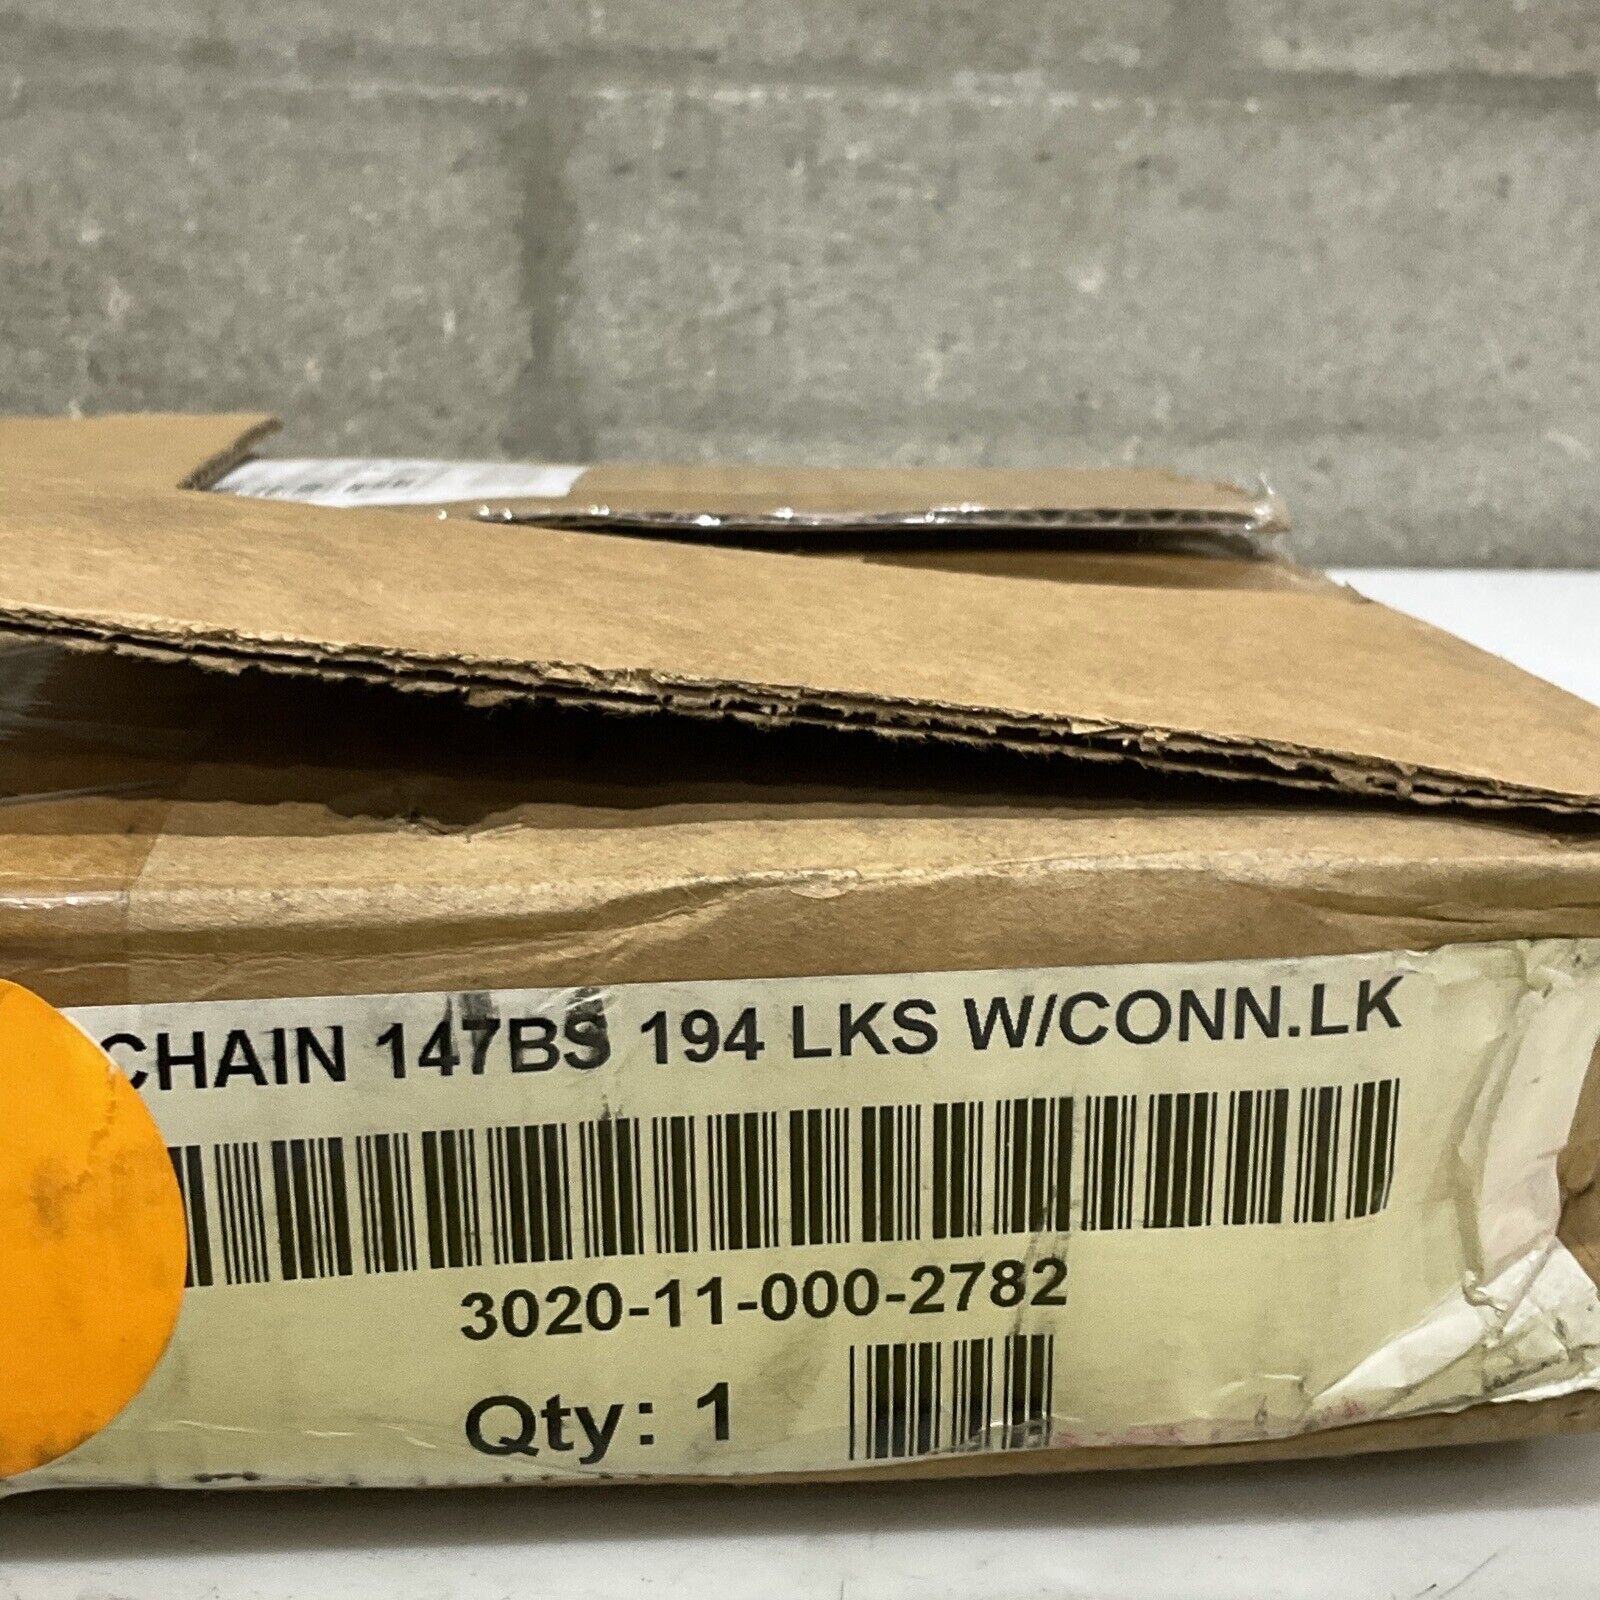 CHAIN 147BS 194 LKS W/CONN.LK
3020-11-000-2782
Qty: 1